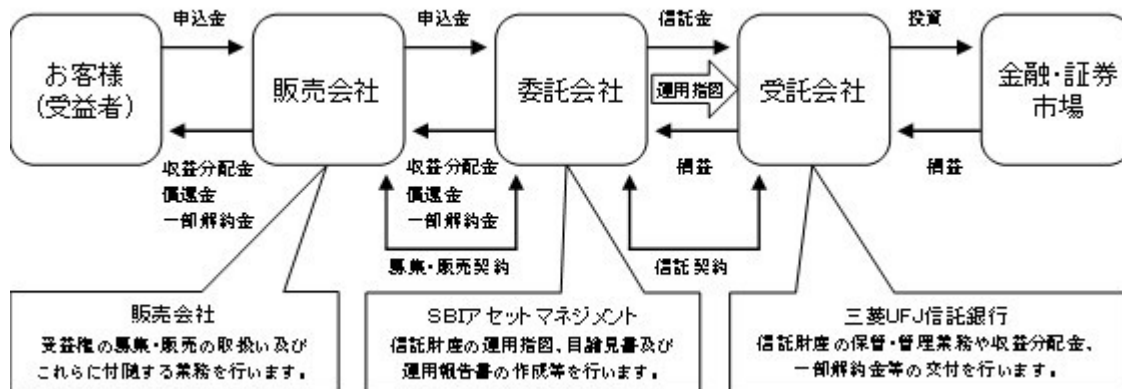 申込金
申込金
信託金
投資
お客様
(受益者)
販売会社
委託会社
運用指図
受託会社
金融・証券
市場
収益分配金
償還金
一部解約金
収益分配金
償還金
一部解約金
損益
損益
募集・販売契約
信託契約
販売会社
受益権の募集・販売の取扱い及び
これらに付随する業務を行います。
SBIアセットマネジメント
信託財産の運用指図、目論見書及び
運用報告書の作成等を行います。
三菱UFJ信託銀行
信託財産の保管・管理業務や収益分配金、
一部解約金等の交付を行います。